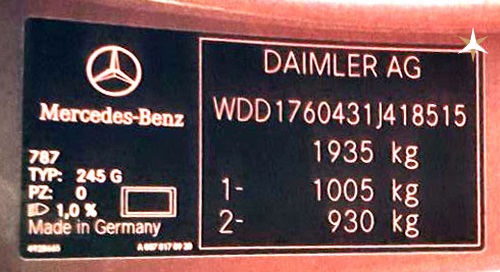 Mercedes-Benz
787
TYP: 245 G
PZ: 0
1,0 %
Made in Germany
DAIMLER AG
WDD1760431J418515
1935 kg
1- 1005 kg
2- 930 kg